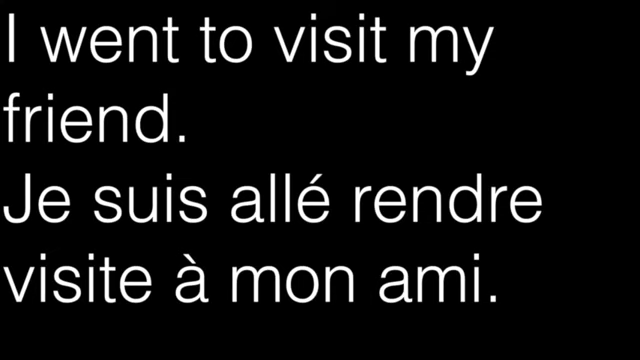 I went to visit my
friend.
Je suis allé rendre
visite à mon ami.